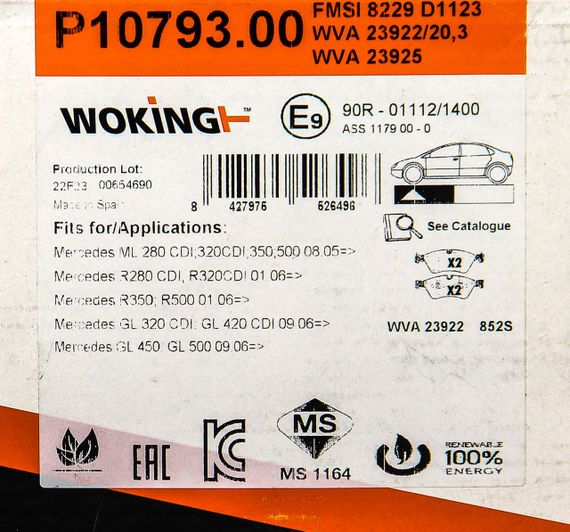 P10793.00
FMSI 8229 D1123
WVA 23922/20,3
WVA 23925
WOKING™
E9
90R - 01112/1400
ASS 1179 00 - 0
Production Lot:
22F23 00654690
Made in Spain
8 427975 526496
See Catalogue
Fits for/Applications:
Mercedes ML 280 CDI;320CDI,350;500 08.05=>
Mercedes R280 CDI, R320CDI 01.06=>
Mercedes R350; R500 01.06=>
Mercedes GL 320 CDI; GL 420 CDI 09.06=>
Mercedes GL 450; GL 500 09.06=>
X2
X2
WVA 23922 852S
EAC
KC
MS
MS 1164
RENEWABLE
100%
ENERGY